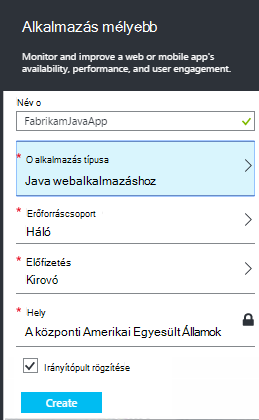 Alkalmazás mélyebb
Monitor and improve a web or mobile app's
availability, performance, and user engagement.
Név o
FabrikamJavaApp
* O alkalmazás típusa
Java webalkalmazáshoz
* Erőforráscsoport
Háló
* Előfizetés
Kirovó
* Hely
A központi Amerikai Egyesült Államok
Irányítópult rögzítése
Create